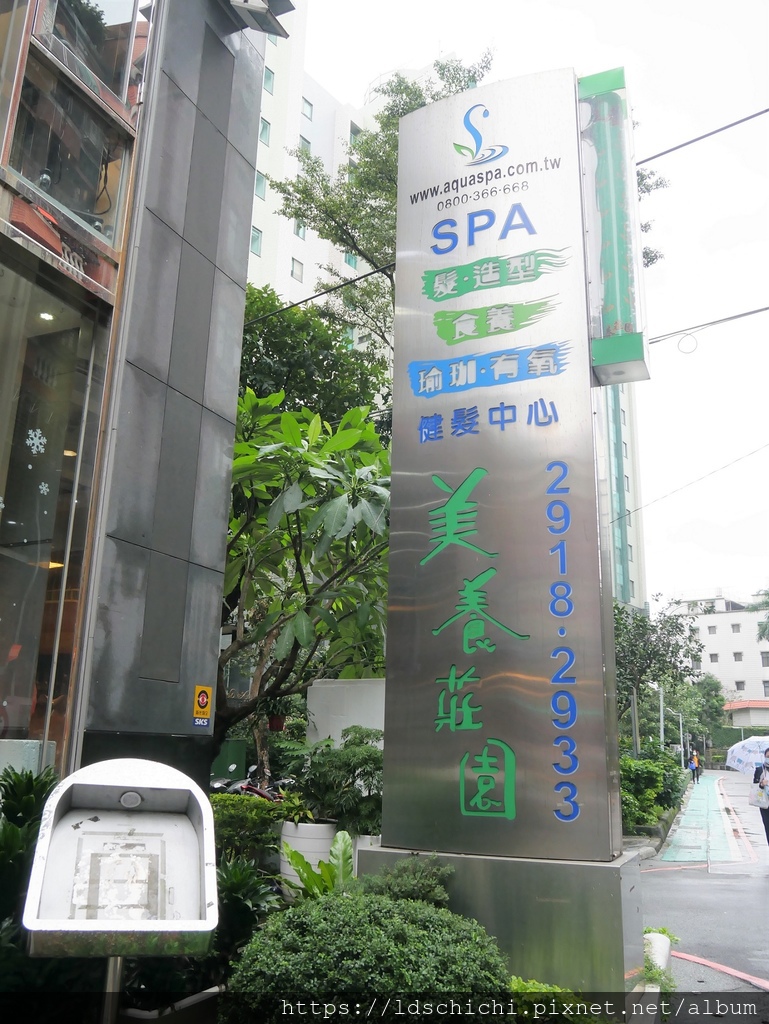 www.aquaspa.com.tw
0800-366-668
SPA
髮·造型
食養
瑜珈·有氧
健髮中心
美養莊園
2918·2933
SKS
https://ldschichi.pixnet.net/album